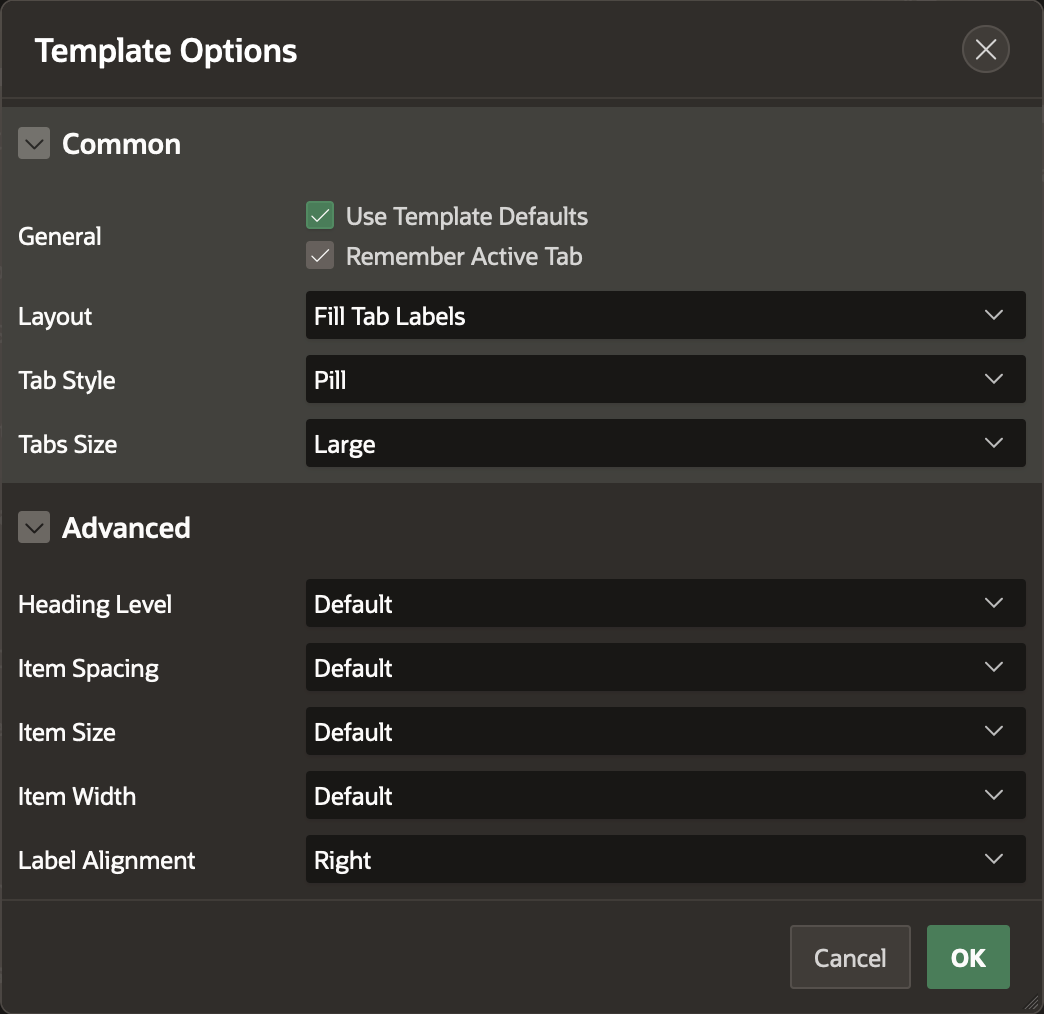 Template Options
Common
General
Use Template Defaults
Remember Active Tab
Layout Fill Tab Labels
Tab Style Pill
Tabs Size Large
Advanced
Heading Level Default
Item Spacing Default
Item Size Default
Item Width Default
Label Alignment Right
Cancel OK